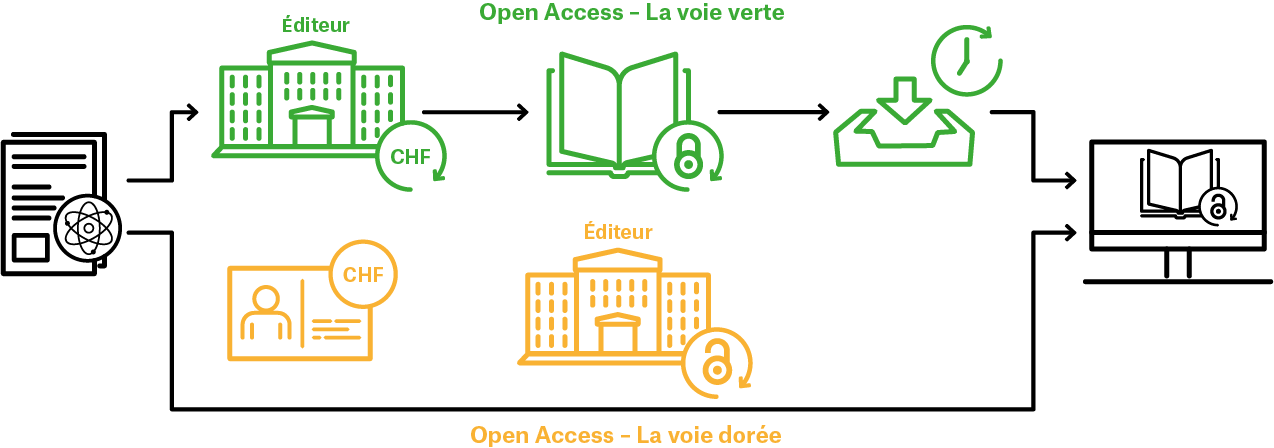 Open Access – La voie verte
Éditeur
CHF
Éditeur
CHF
Open Access – La voie dorée